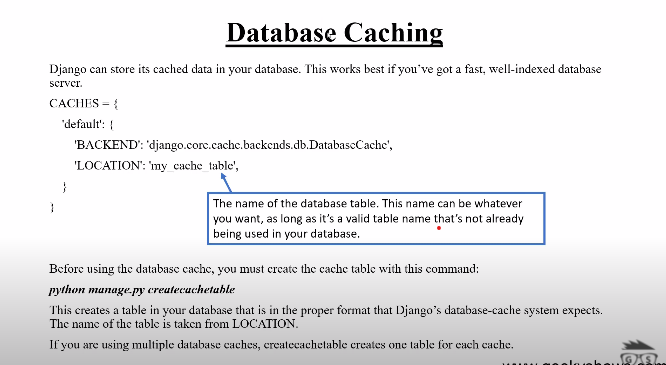 Database Caching
Django can store its cached data in your database. This works best if you've got a fast, well-indexed database
server.
CACHES = {
'default': {
'BACKEND': 'django.core.cache.backends.db.DatabaseCache',
'LOCATION': 'my_cache_table',
}
}
The name of the database table. This name can be whatever
you want, as long as it's a valid table name that's not already
being used in your database.
Before using the database cache, you must create the cache table with this command:
python manage.py createcachetable
This creates a table in your database that is in the proper format that Django's database-cache system expects.
The name of the table is taken from LOCATION.
If you are using multiple database caches, createcachetable creates one table for each cache.
GS